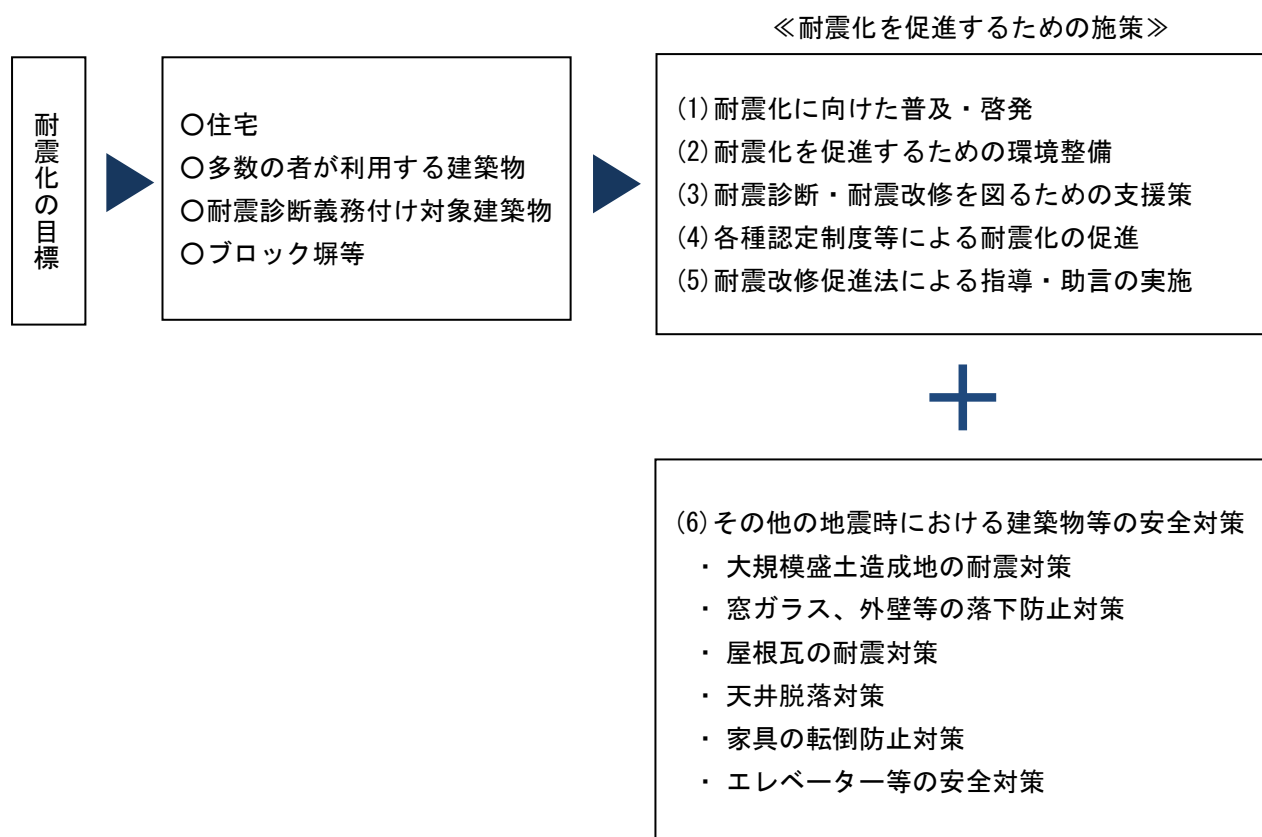 ≪耐震化を促進するための施策≫
耐震化の目標
〇住宅
〇多数の者が利用する建築物
〇耐震診断義務付け対象建築物
〇ブロック塀等
(1)耐震化に向けた普及・啓発
(2)耐震化を促進するための環境整備
(3)耐震診断・耐震改修を図るための支援策
(4)各種認定制度等による耐震化の促進
(5)耐震改修促進法による指導・助言の実施
(6)その他の地震時における建築物等の安全対策
・ 大規模盛土造成地の耐震対策
・ 窓ガラス、外壁等の落下防止対策
・ 屋根瓦の耐震対策
・ 天井脱落対策
・ 家具の転倒防止対策
・ エレベーター等の安全対策